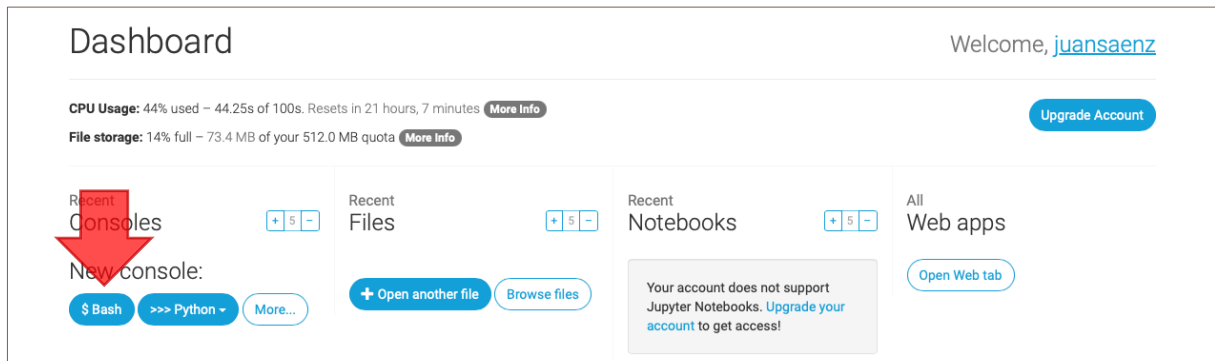 Dashboard
Welcome, juansaenz
CPU Usage: 44% used – 44.25s of 100s. Resets in 21 hours, 7 minutes More Info
File storage: 14% full – 73.4 MB of your 512.0 MB quota More Info
Upgrade Account
Recent
Consoles
+ 5 −
New console:
$ Bash >>> Python More...
Recent
Files
+ 5 −
+ Open another file Browse files
Recent
Notebooks
+ 5 −
Your account does not support
Jupyter Notebooks. Upgrade your
account to get access!
All
Web apps
Open Web tab